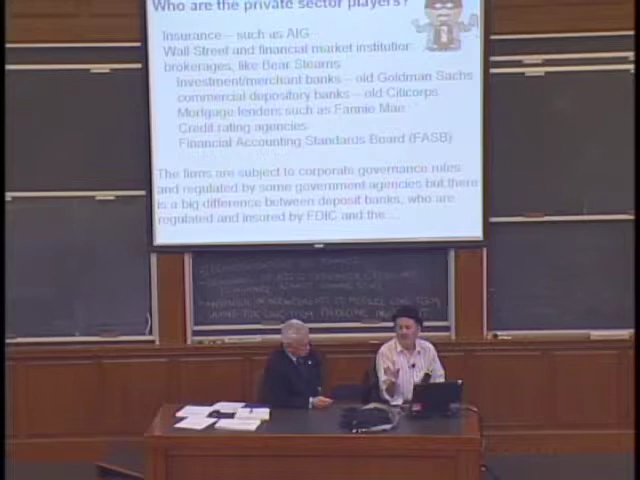 Who are the private sector players?
Insurance – such as AIG
Wall Street and financial market institution
brokerages, like Bear Stearns
Investment/merchant banks – old Goldman Sachs
commercial depository banks – old Citicorps
Mortgage lenders such as Fannie Mae
Credit rating agencies
Financial Accounting Standards Board (FASB)
The firms are subject to corporate governance rules
and regulated by some government agencies but there
is a big difference between deposit banks, who are
regulated and insured by FDIC and the ...